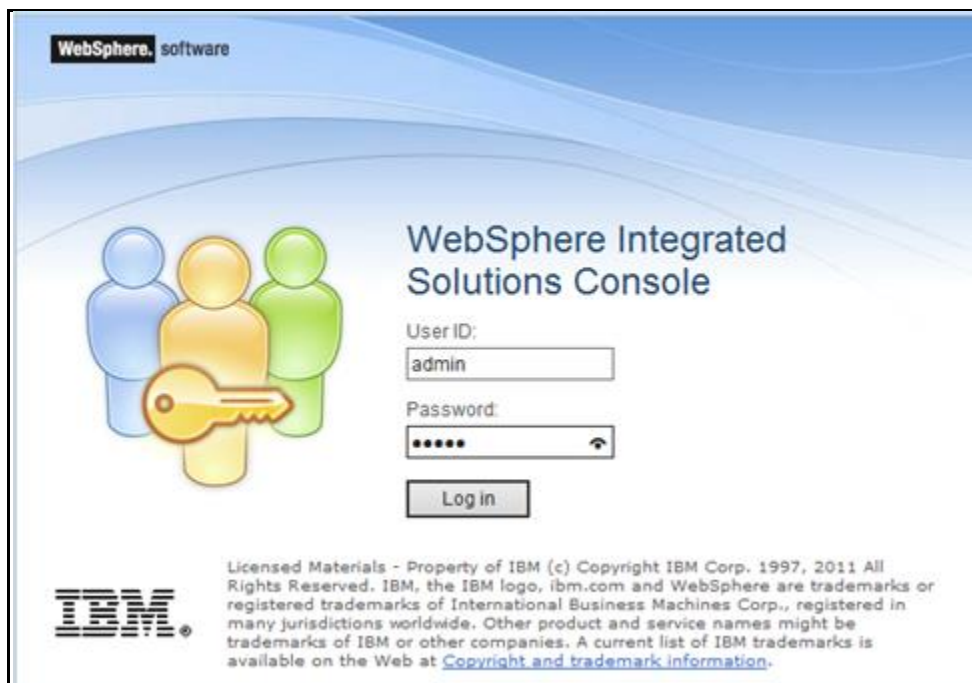 WebSphere. software
WebSphere Integrated
Solutions Console
User ID:
admin
Password:
•••••
Log in
Licensed Materials - Property of IBM (c) Copyright IBM Corp. 1997, 2011 All
Rights Reserved. IBM, the IBM logo, ibm.com and WebSphere are trademarks or
registered trademarks of International Business Machines Corp., registered in
many jurisdictions worldwide. Other product and service names might be
trademarks of IBM or other companies. A current list of IBM trademarks is
available on the Web at Copyright and trademark information.
IBM.